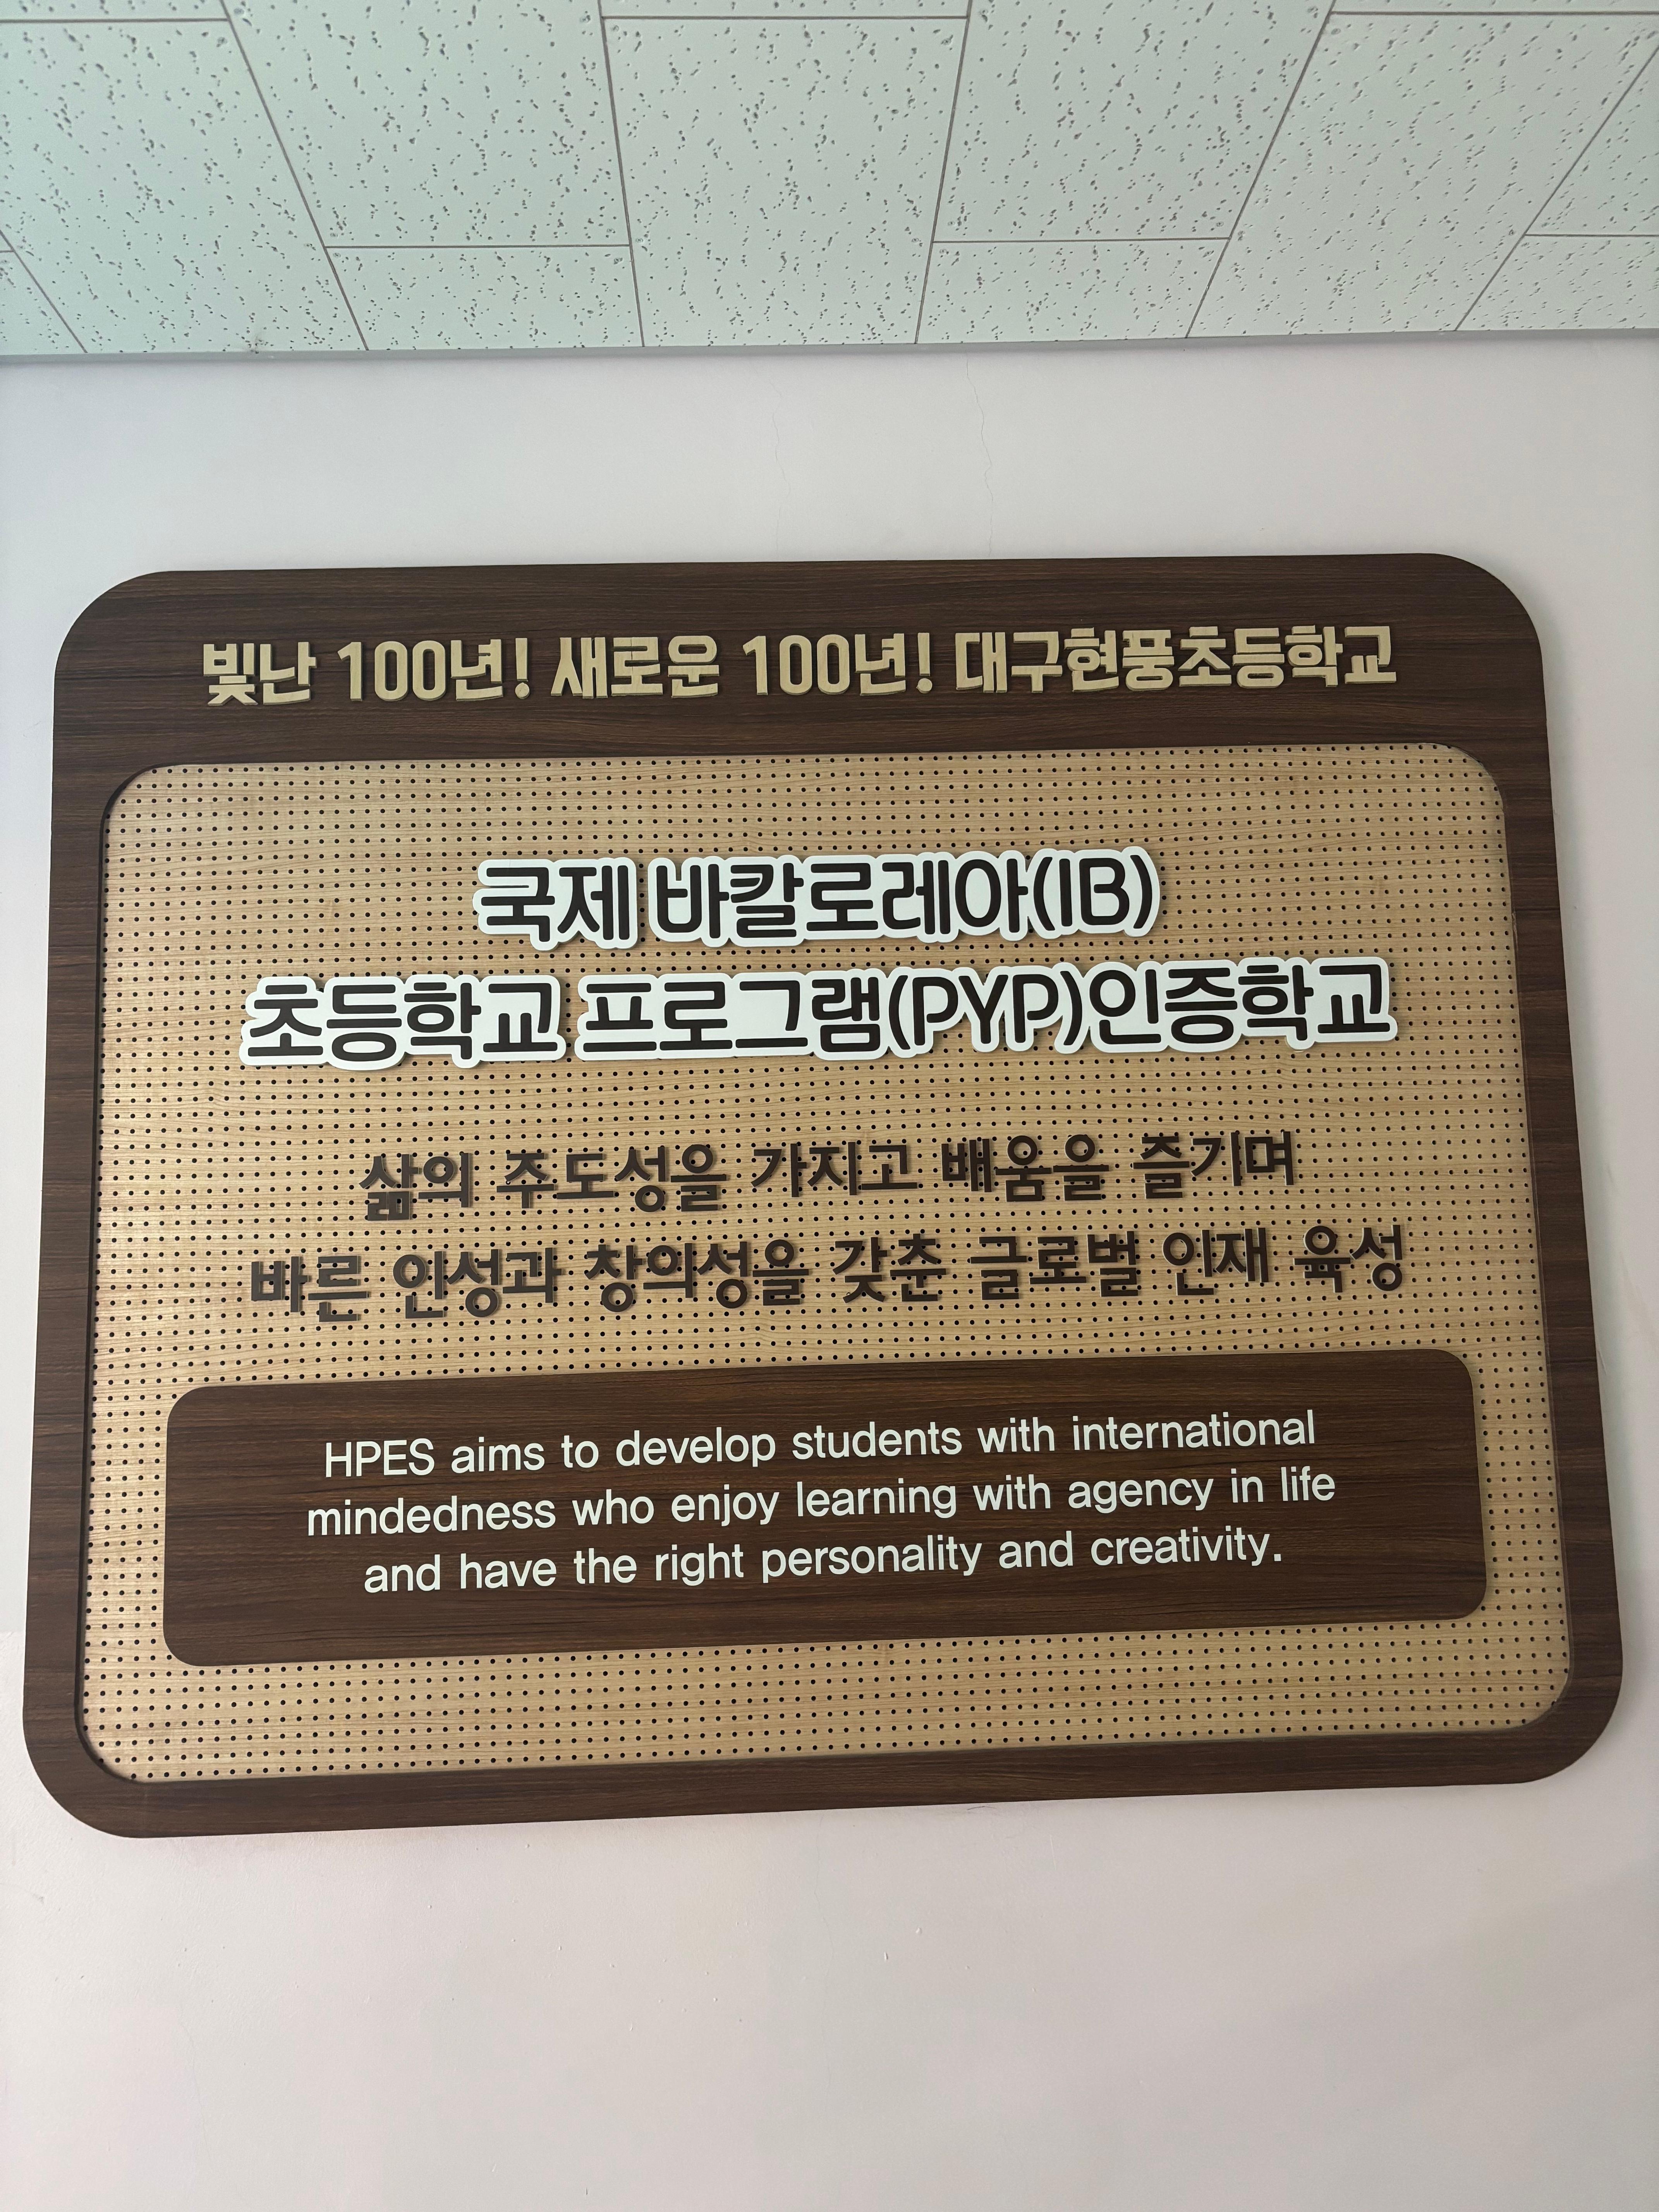 빛난 100년! 새로운 100년! 대구현풍초등학교
국제 바칼로레아(IB)
초등학교 프로그램(PYP)인증학교
삶의 주도성을 가지고 배움을 즐기며
바른 인성과 창의성을 갖춘 글로벌 인재 육성
HPES aims to develop students with international
mindedness who enjoy learning with agency in life
and have the right personality and creativity.